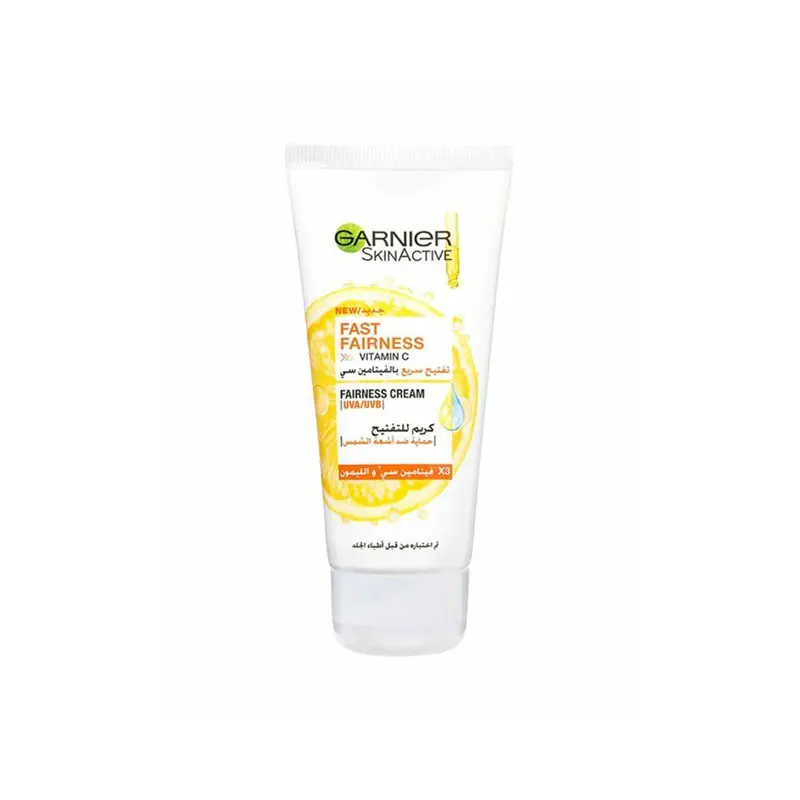 GARNIER
SKINACTIVE
NEW/جديد
FAST
FAIRNESS
VITAMIN C
تفتيح سريع بالفيتامين سي
FAIRNESS CREAM
|UVA/UVB|
كريم للتفتيح
|حماية ضد أشعة الشمس|
X3 فيتامين سي* و الليمون
تم اختباره من قبل أطباء الجلد